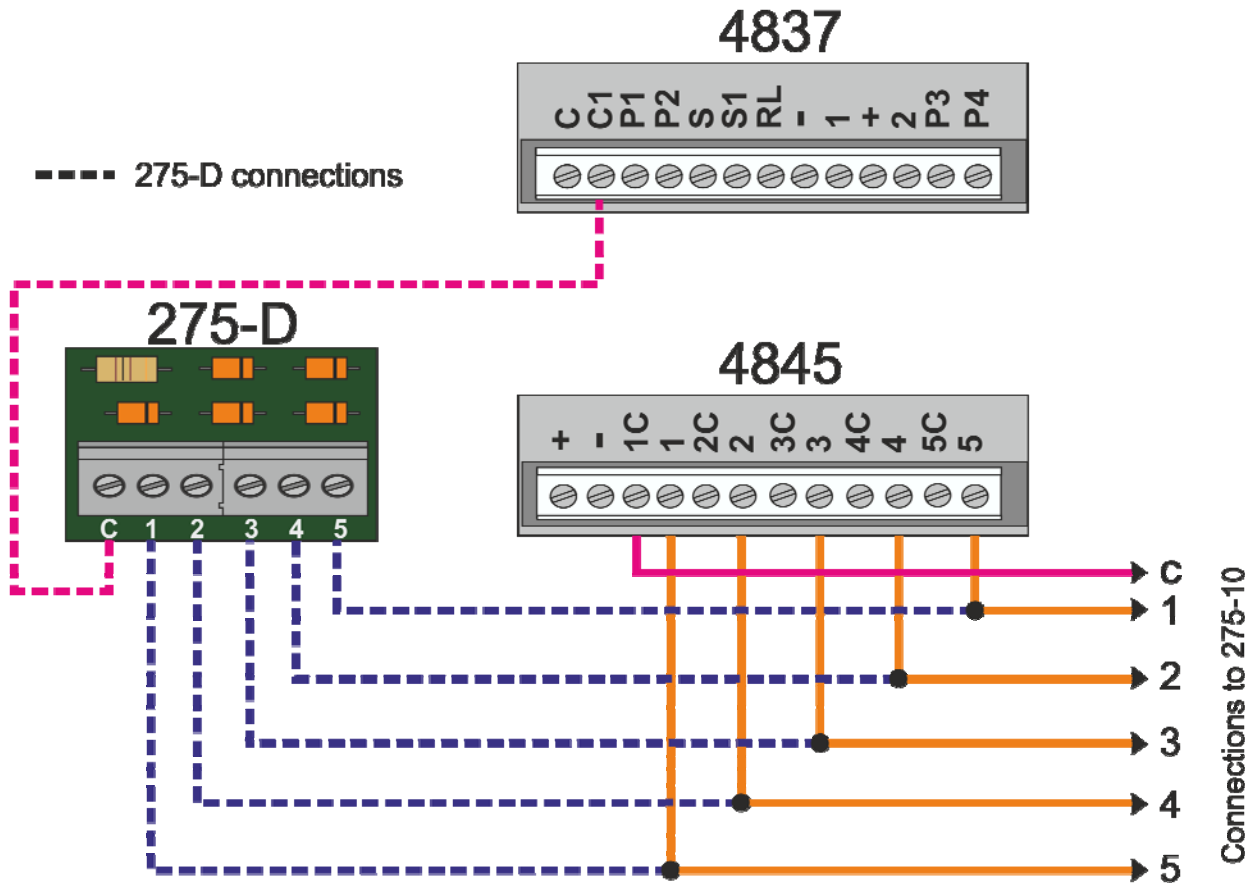 4837
C C1 P1 P2 S S1 RL - 1 + 2 P3 P4
275-D connections
275-D
C 1 2 3 4 5
4845
+ - 1C 1 2C 2 3C 3 4C 4 5C 5
C
1
2
3
4
5
Connections to 275-10